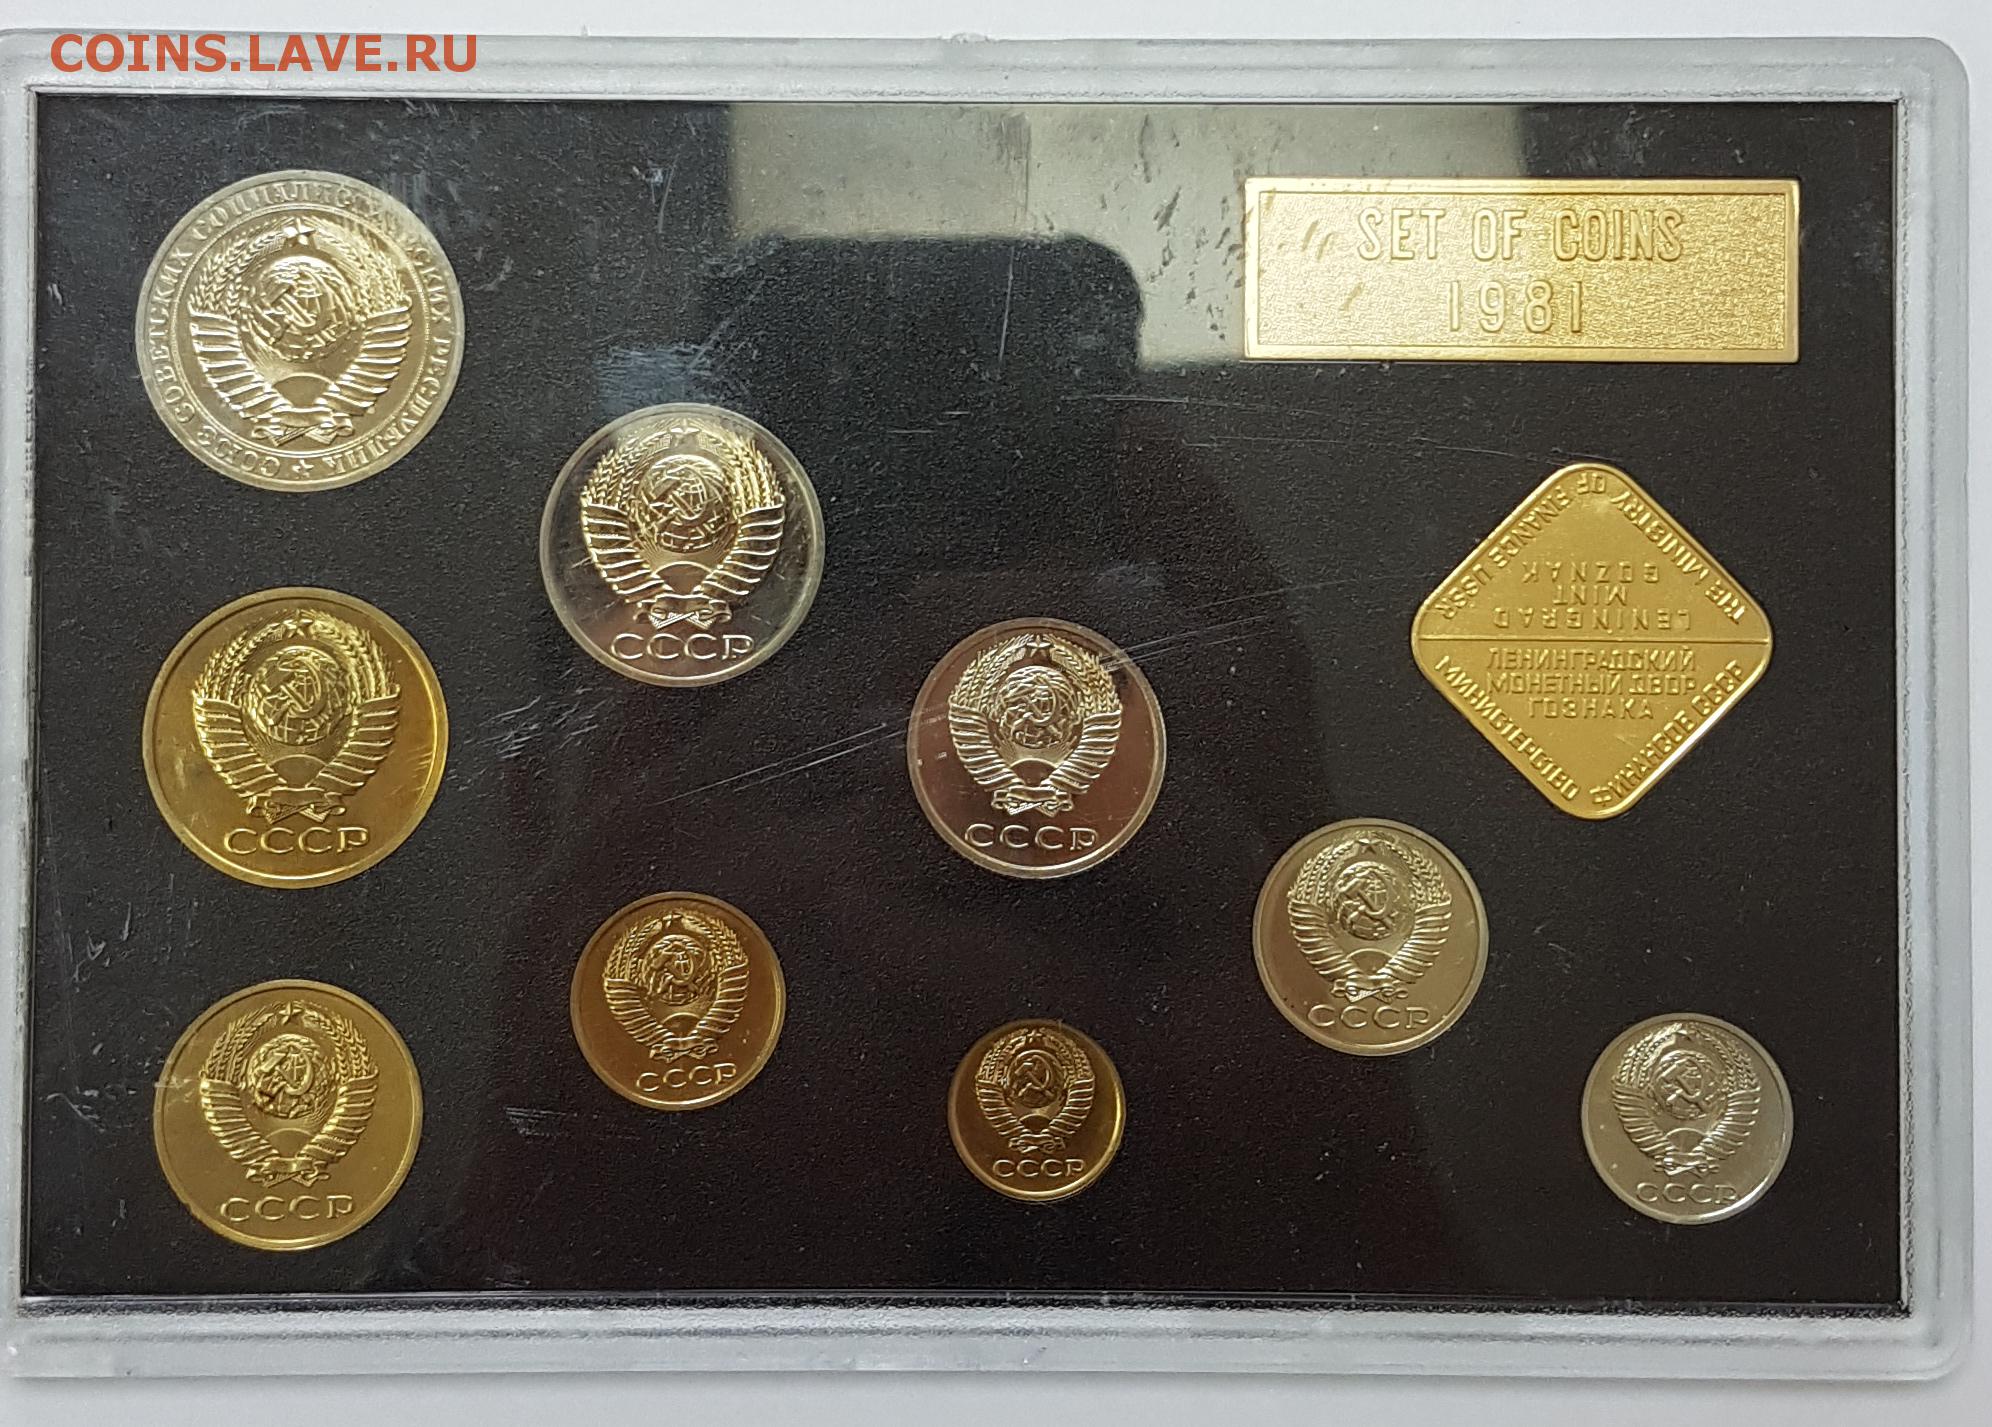 COINS.LAVE.RU
SET OF COINS
1981
СОЮЗ СОВЕТСКИХ СОЦИАЛИСТИЧЕСКИХ РЕСПУБЛИК
СССР
СССР
СССР
СССР
СССР
СССР
СССР
СССР
СССР
THE MINISTRY OF FINANCE USSR
LENINGRAD
MINT
GOZNAK
ЛЕНИНГРАДСКИЙ
МОНЕТНЫЙ ДВОР
ГОЗНАКА
МИНИСТЕРСТВО ФИНАНСОВ СССР